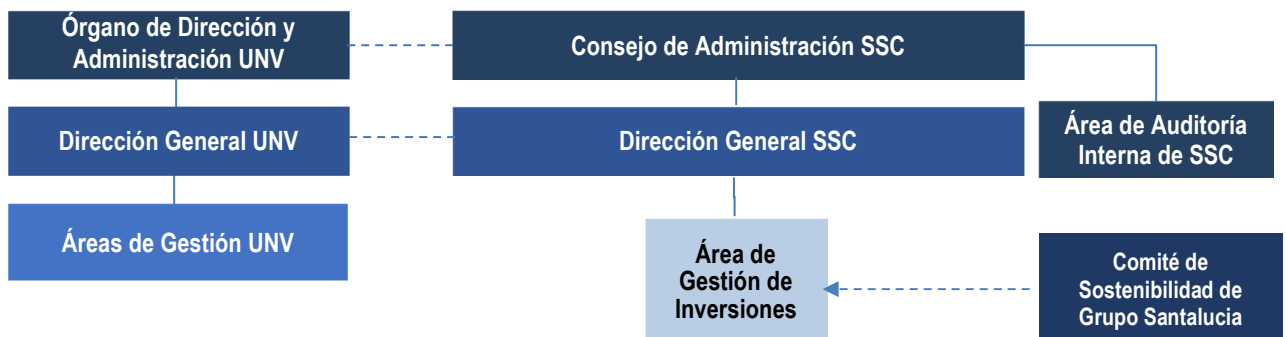 Órgano de Dirección y
Administración UNV
Consejo de Administración SSC
Dirección General UNV
Dirección General SSC
Área de Auditoría
Interna de SSC
Áreas de Gestión UNV
Área de
Gestión de
Inversiones
Comité de
Sostenibilidad de
Grupo Santalucia